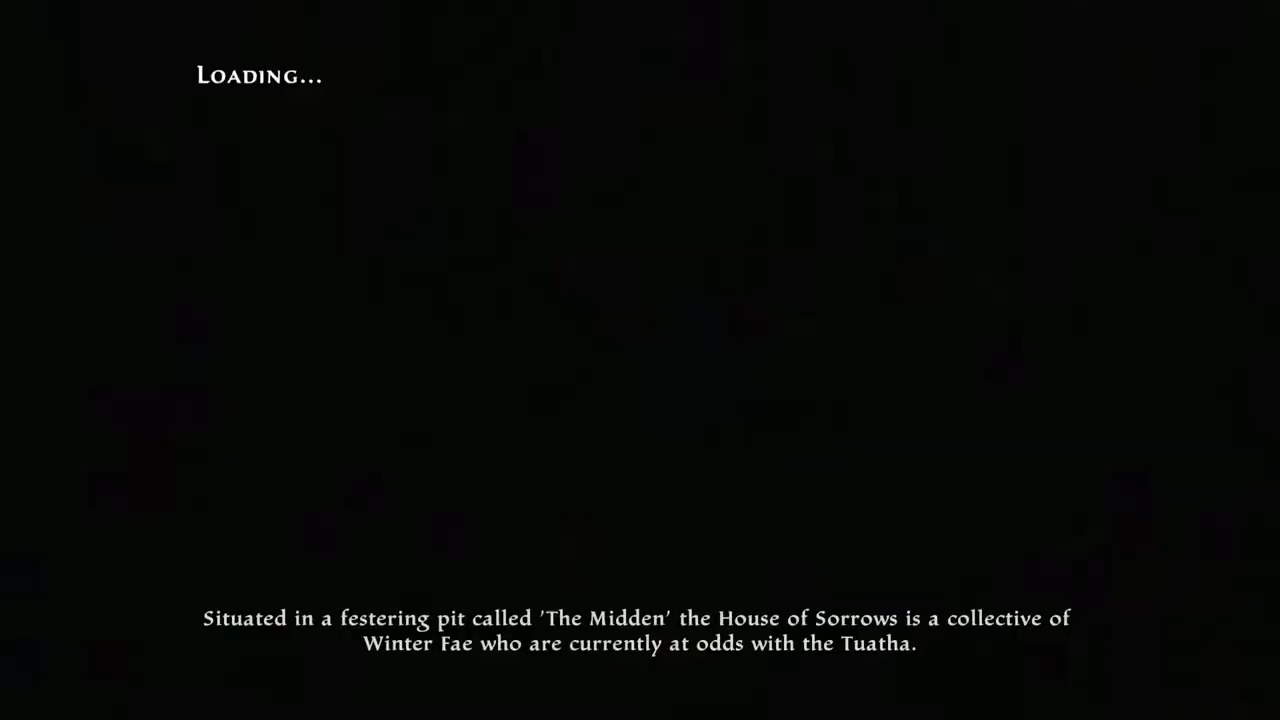 Loading...
Situated in a festering pit called 'The Midden' the House of Sorrows is a collective of
Winter Fae who are currently at odds with the Tuatha.